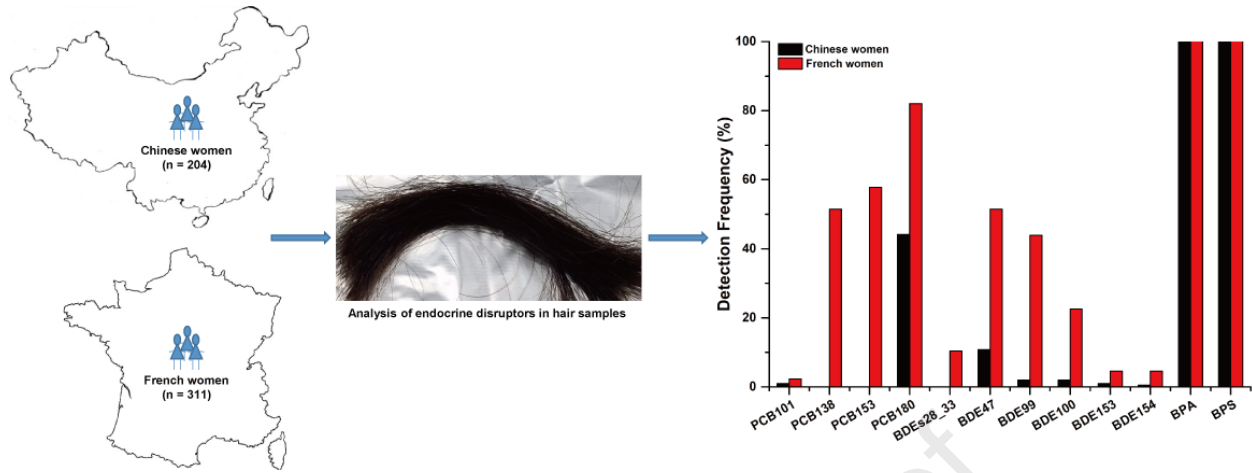 Chinese women
(n = 204)
French women
(n = 311)
Analysis of endocrine disruptors in hair samples
Detection Frequency (%)
100
80
60
40
20
0
Chinese women
French women
PCB101
PCB138
PCB153
PCB180
BDEs28_33
BDE47
BDE99
BDE100
BDE153
BDE154
BPA
BPS